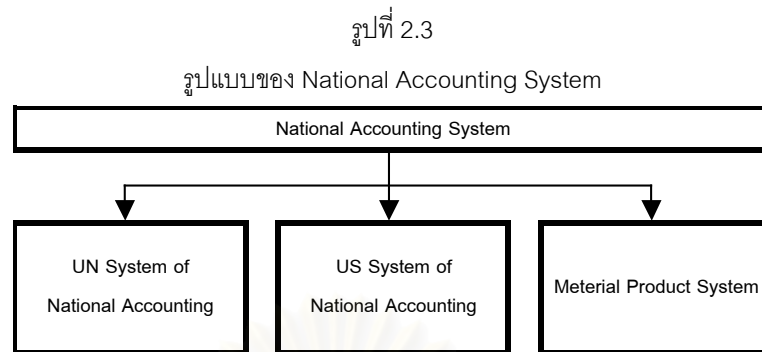 รูปที่ 2.3
รูปแบบของ National Accounting System
National Accounting System
UN System of
National Accounting
US System of
National Accounting
Meterial Product System